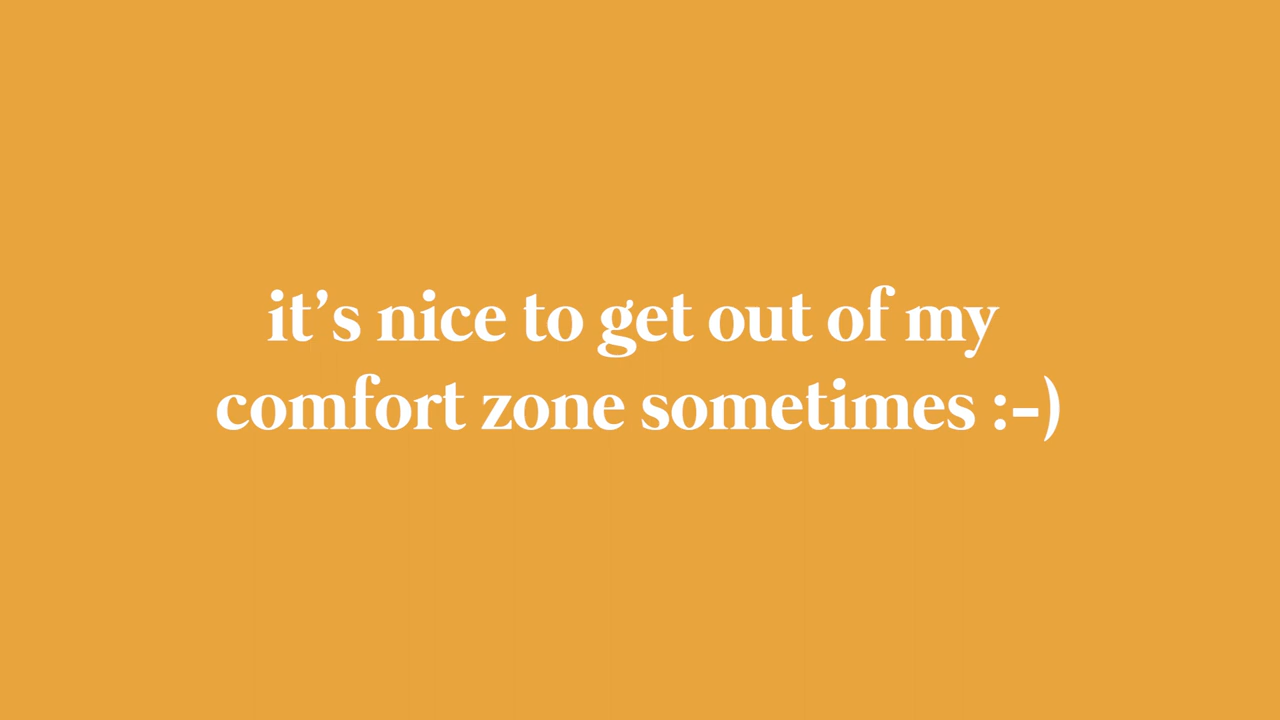 it’s nice to get out of my
comfort zone sometimes :-)